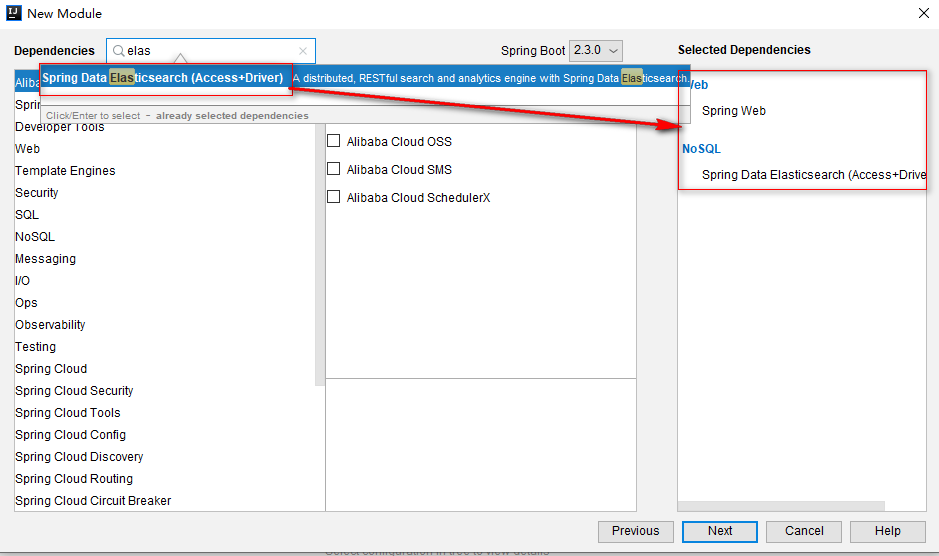 New Module
Dependencies elas Spring Boot 2.3.0 Selected Dependencies
Spring Data Elasticsearch (Access+Driver) A distributed, RESTful search and analytics engine with Spring Data Elasticsearch.
Click/Enter to select - already selected dependencies
Developer Tools
Web
Template Engines
Security
SQL
NoSQL
Messaging
I/O
Ops
Observability
Testing
Spring Cloud
Spring Cloud Security
Spring Cloud Tools
Spring Cloud Config
Spring Cloud Discovery
Spring Cloud Routing
Spring Cloud Circuit Breaker
Alibaba Cloud OSS
Alibaba Cloud SMS
Alibaba Cloud SchedulerX
Web
Spring Web
NoSQL
Spring Data Elasticsearch (Access+Drive
Previous Next Cancel Help